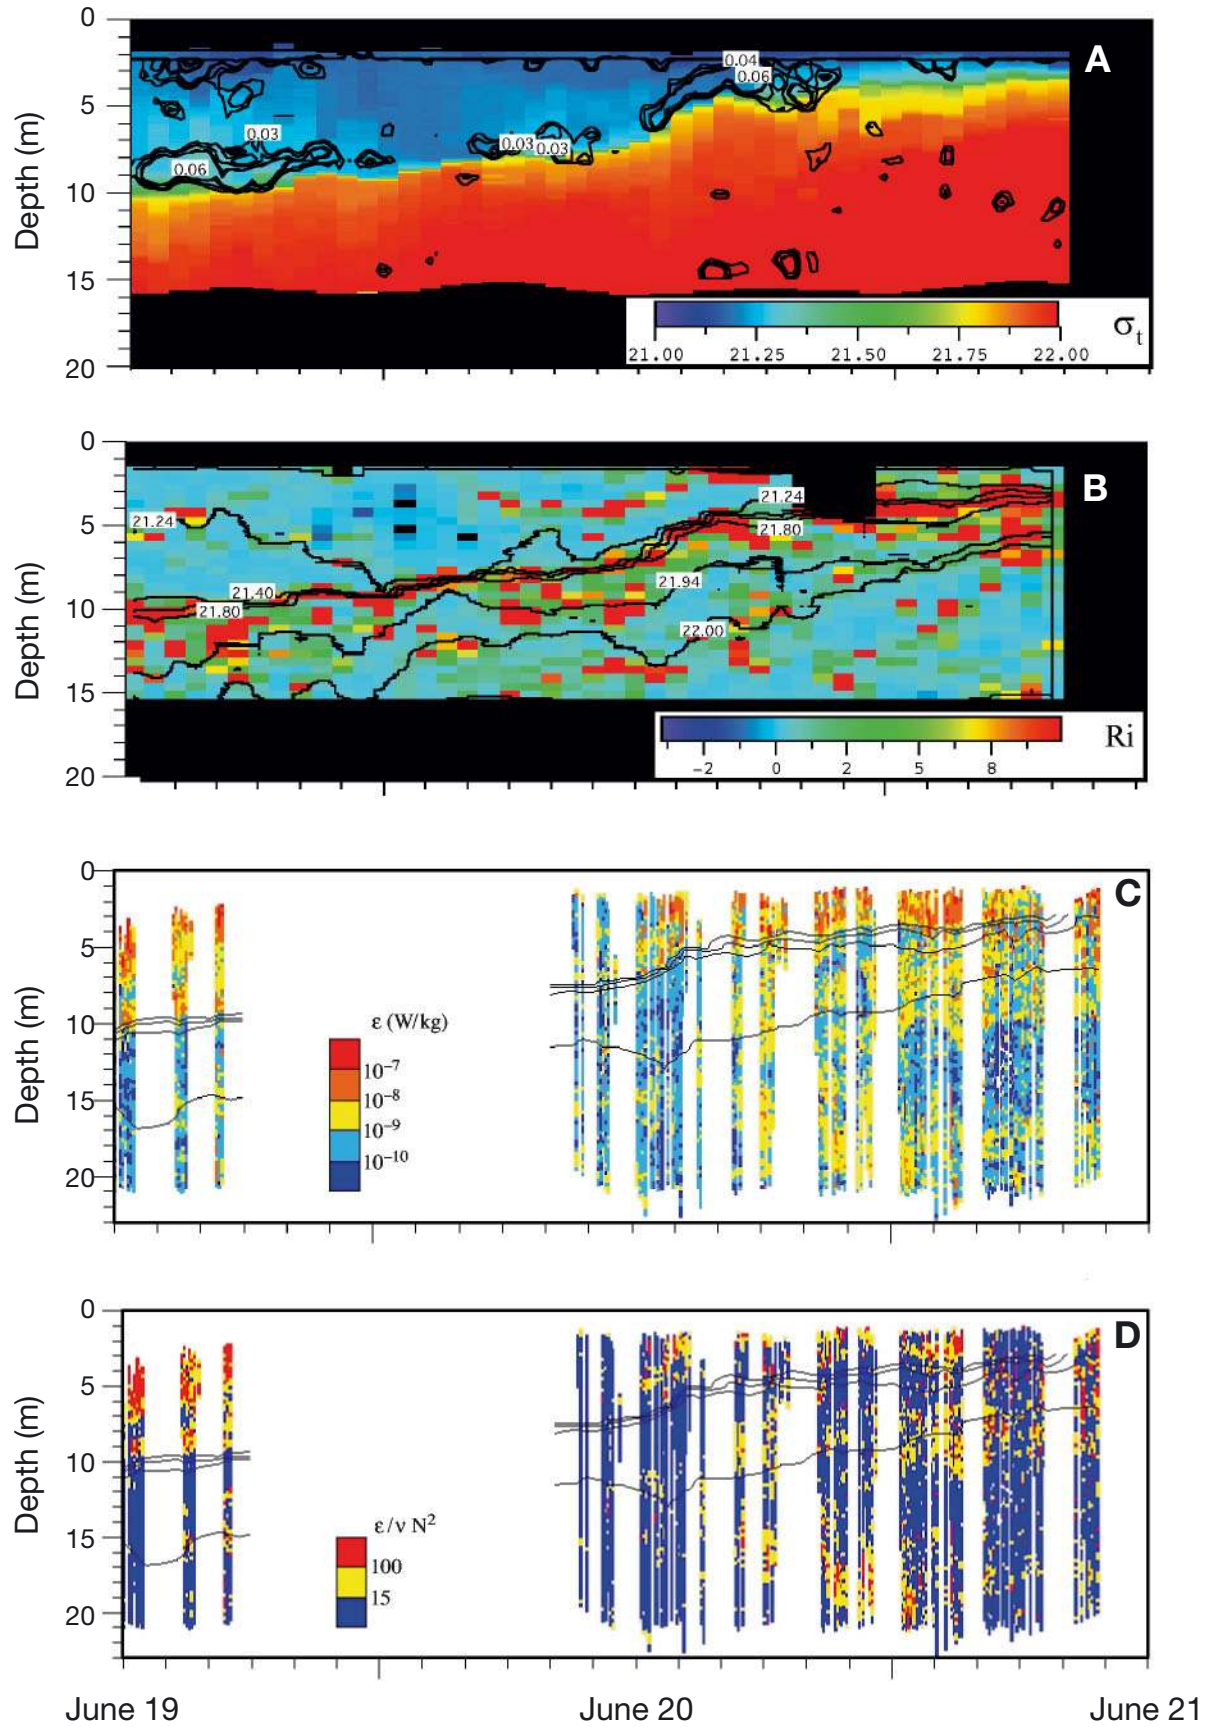 A
0
5
10
15
20
Depth (m)
0.04
0.06
0.03
0.03
0.03
0.06
21.00 21.25 21.50 21.75 22.00
σt
B
0
5
10
15
20
Depth (m)
21.24
21.24
21.80
21.94
21.40
21.80
22.00
−2 0 2 5 8
Ri
C
0
5
10
15
20
Depth (m)
ε (W/kg)
10⁻⁷
10⁻⁸
10⁻⁹
10⁻¹⁰
D
0
5
10
15
20
Depth (m)
ε/ν N²
100
15
June 19 June 20 June 21